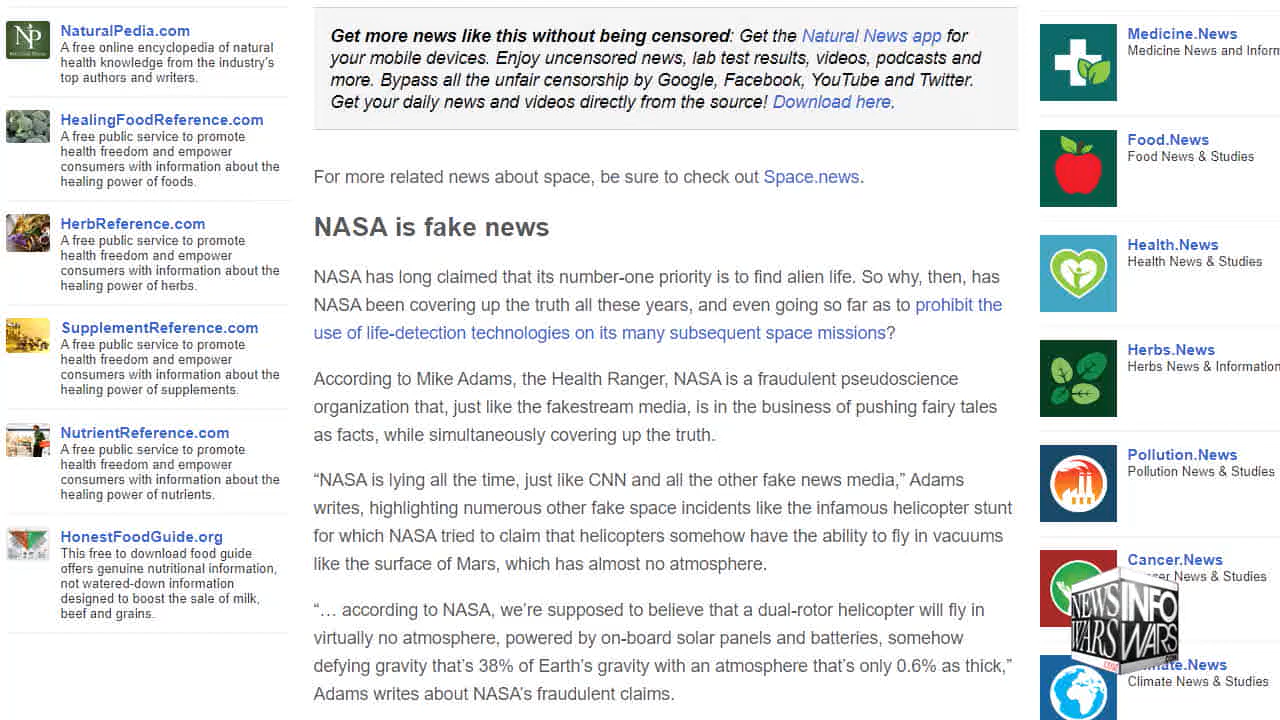 NP
NaturalPedia.com
A free online encyclopedia of natural
health knowledge from the industry's
top authors and writers.
HealingFoodReference.com
A free public service to promote
health freedom and empower
consumers with information about the
healing power of foods.
HerbReference.com
A free public service to promote
health freedom and empower
consumers with information about the
healing power of herbs.
SupplementReference.com
A free public service to promote
health freedom and empower
consumers with information about the
healing power of supplements.
NutrientReference.com
A free public service to promote
health freedom and empower
consumers with information about the
healing power of nutrients.
HonestFoodGuide.org
This free to download food guide
offers genuine nutritional information,
not watered-down information
designed to boost the sale of milk,
beef and grains.
Get more news like this without being censored: Get the Natural News app for
your mobile devices. Enjoy uncensored news, lab test results, videos, podcasts and
more. Bypass all the unfair censorship by Google, Facebook, YouTube and Twitter.
Get your daily news and videos directly from the source! Download here.
For more related news about space, be sure to check out Space.news.
NASA is fake news
NASA has long claimed that its number-one priority is to find alien life. So why, then, has
NASA been covering up the truth all these years, and even going so far as to prohibit the
use of life-detection technologies on its many subsequent space missions?
According to Mike Adams, the Health Ranger, NASA is a fraudulent pseudoscience
organization that, just like the fakestream media, is in the business of pushing fairy tales
as facts, while simultaneously covering up the truth.
“NASA is lying all the time, just like CNN and all the other fake news media,” Adams
writes, highlighting numerous other fake space incidents like the infamous helicopter stunt
for which NASA tried to claim that helicopters somehow have the ability to fly in vacuums
like the surface of Mars, which has almost no atmosphere.
“… according to NASA, we’re supposed to believe that a dual-rotor helicopter will fly in
virtually no atmosphere, powered by on-board solar panels and batteries, somehow
defying gravity that’s 38% of Earth’s gravity with an atmosphere that’s only 0.6% as thick,”
Adams writes about NASA’s fraudulent claims.
Medicine.News
Medicine News and Inform
Food.News
Food News & Studies
Health.News
Health News & Studies
Herbs.News
Herbs News & Information
Pollution.News
Pollution News & Studies
Cancer.News
News & Studies
NEWS WARS
INFO WARS
.News
Climate News & Studies